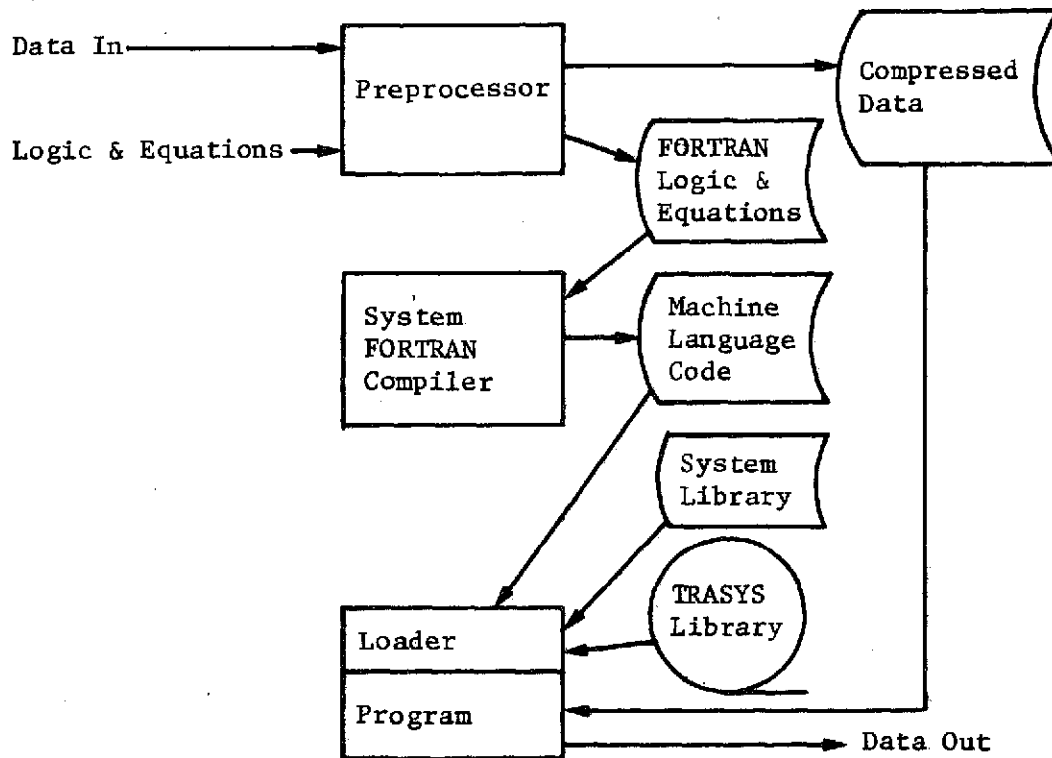 Data In
Preprocessor
Compressed
Data
Logic & Equations
FORTRAN
Logic &
Equations
System
FORTRAN
Compiler
Machine
Language
Code
System
Library
TRASYS
Library
Loader
Program
Data Out